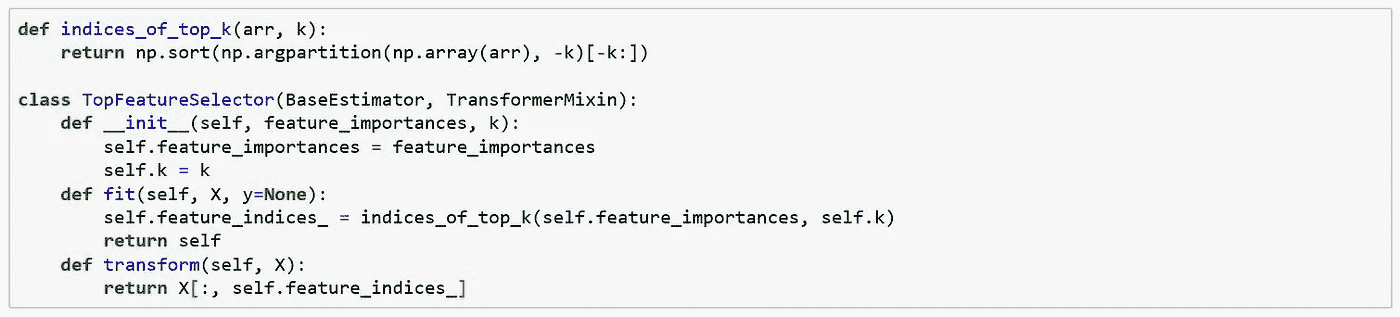 def indices_of_top_k(arr, k):
    return np.sort(np.argpartition(np.array(arr), -k)[-k:])

class TopFeatureSelector(BaseEstimator, TransformerMixin):
    def __init__(self, feature_importances, k):
        self.feature_importances = feature_importances
        self.k = k
    def fit(self, X, y=None):
        self.feature_indices_ = indices_of_top_k(self.feature_importances, self.k)
        return self
    def transform(self, X):
        return X[:, self.feature_indices_]